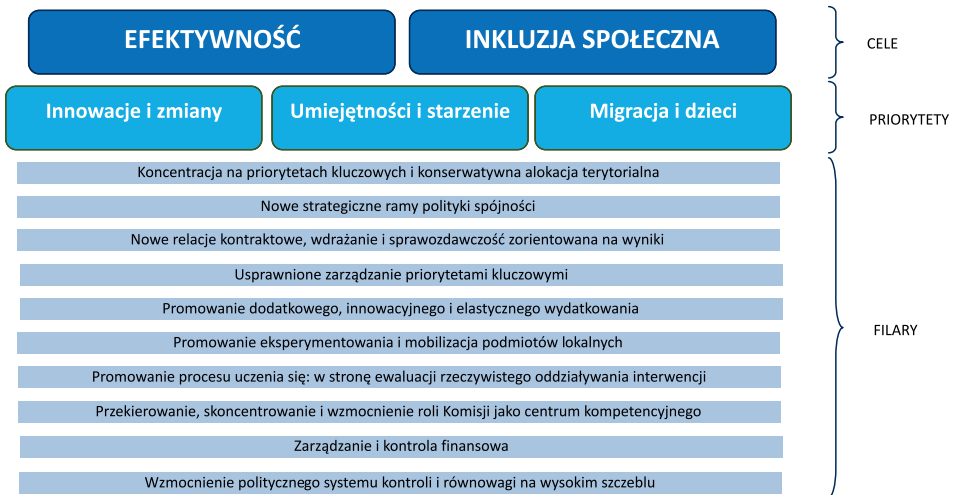 EFEKTYWNOŚĆ
INKLUZJA SPOŁECZNA
CELE
Innowacje i zmiany
Umiejętności i starzenie
Migracja i dzieci
PRIORYTETY
Koncentracja na priorytetach kluczowych i konserwatywna alokacja terytorialna
Nowe strategiczne ramy polityki spójności
Nowe relacje kontraktowe, wdrażanie i sprawozdawczość zorientowana na wyniki
Usprawnione zarządzanie priorytetami kluczowymi
Promowanie dodatkowego, innowacyjnego i elastycznego wydatkowania
Promowanie eksperymentowania i mobilizacja podmiotów lokalnych
Promowanie procesu uczenia się: w stronę ewaluacji rzeczywistego oddziaływania interwencji
Przekierowanie, skoncentrowanie i wzmocnienie roli Komisji jako centrum kompetencyjnego
Zarządzanie i kontrola finansowa
Wzmocnienie politycznego systemu kontroli i równowagi na wysokim szczeblu
FILARY